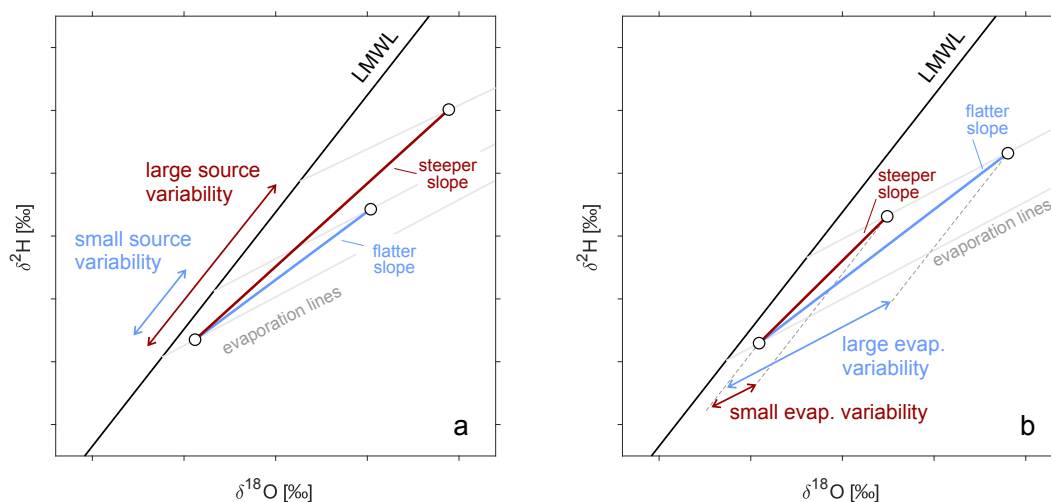 LMWL
large source
variability
small source
variability
steeper
slope
flatter
slope
evaporation lines
a
δ²H [‰]
δ¹⁸O [‰]
LMWL
flatter
slope
steeper
slope
evaporation lines
large evap.
variability
small evap. variability
b
δ²H [‰]
δ¹⁸O [‰]